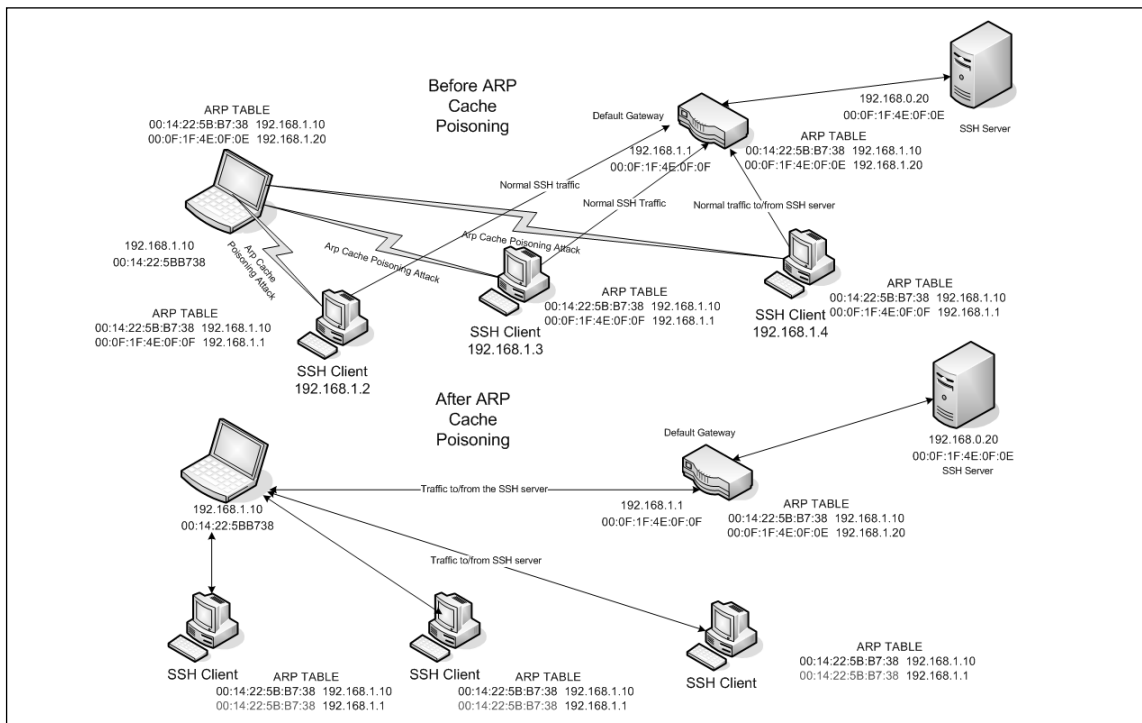 Before ARP
Cache
Poisoning
ARP TABLE
00:14:22:5B:B7:38 192.168.1.10
00:0F:1F:4E:0F:0E 192.168.1.20
192.168.1.10
00:14:22:5BB738
Default Gateway
192.168.1.1
00:0F:1F:4E:0F:0F
192.168.0.20
00:0F:1F:4E:0F:0E
SSH Server
ARP TABLE
00:14:22:5B:B7:38 192.168.1.10
00:0F:1F:4E:0F:0E 192.168.1.20
Normal SSH traffic
Normal SSH Traffic
Normal traffic to/from SSH server
Arp Cache
Poisoning Attack
Arp Cache Poisoning Attack
Arp Cache Poisoning Attack
ARP TABLE
00:14:22:5B:B7:38 192.168.1.10
00:0F:1F:4E:0F:0F 192.168.1.1
SSH Client
192.168.1.2
ARP TABLE
00:14:22:5B:B7:38 192.168.1.10
00:0F:1F:4E:0F:0F 192.168.1.1
SSH Client
192.168.1.3
ARP TABLE
00:14:22:5B:B7:38 192.168.1.10
00:0F:1F:4E:0F:0F 192.168.1.1
SSH Client
192.168.1.4
After ARP
Cache
Poisoning
192.168.1.10
00:14:22:5BB738
Traffic to/from the SSH server
Default Gateway
192.168.1.1
00:0F:1F:4E:0F:0F
ARP TABLE
00:14:22:5B:B7:38 192.168.1.10
00:0F:1F:4E:0F:0E 192.168.1.20
192.168.0.20
00:0F:1F:4E:0F:0E
SSH Server
Traffic to/from SSH server
SSH Client
ARP TABLE
00:14:22:5B:B7:38 192.168.1.10
00:14:22:5B:B7:38 192.168.1.1
SSH Client
ARP TABLE
00:14:22:5B:B7:38 192.168.1.10
00:14:22:5B:B7:38 192.168.1.1
SSH Client
ARP TABLE
00:14:22:5B:B7:38 192.168.1.10
00:14:22:5B:B7:38 192.168.1.1